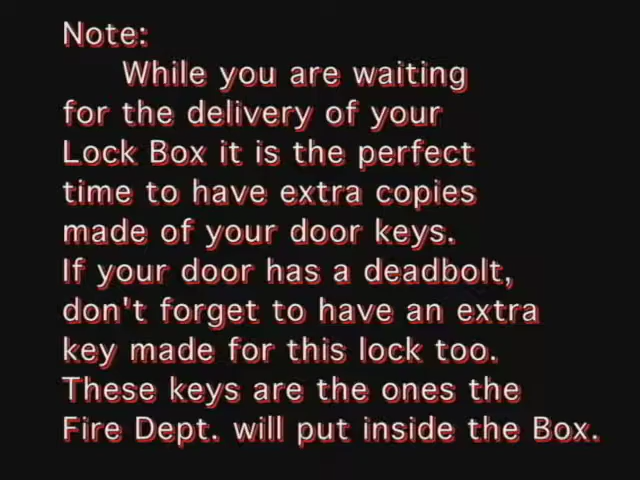 Note:
While you are waiting
for the delivery of your
Lock Box it is the perfect
time to have extra copies
made of your door keys.
If your door has a deadbolt,
don't forget to have an extra
key made for this lock too.
These keys are the ones the
Fire Dept. will put inside the Box.